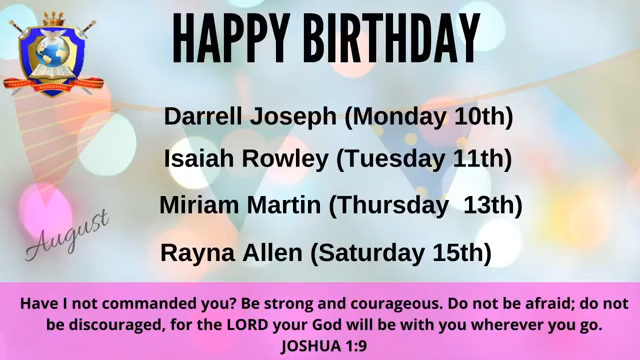 HAPPY BIRTHDAY
Darrell Joseph (Monday 10th)
Isaiah Rowley (Tuesday 11th)
Miriam Martin (Thursday 13th)
Rayna Allen (Saturday 15th)
August
Have I not commanded you? Be strong and courageous. Do not be afraid; do not
be discouraged, for the LORD your God will be with you wherever you go.
JOSHUA 1:9